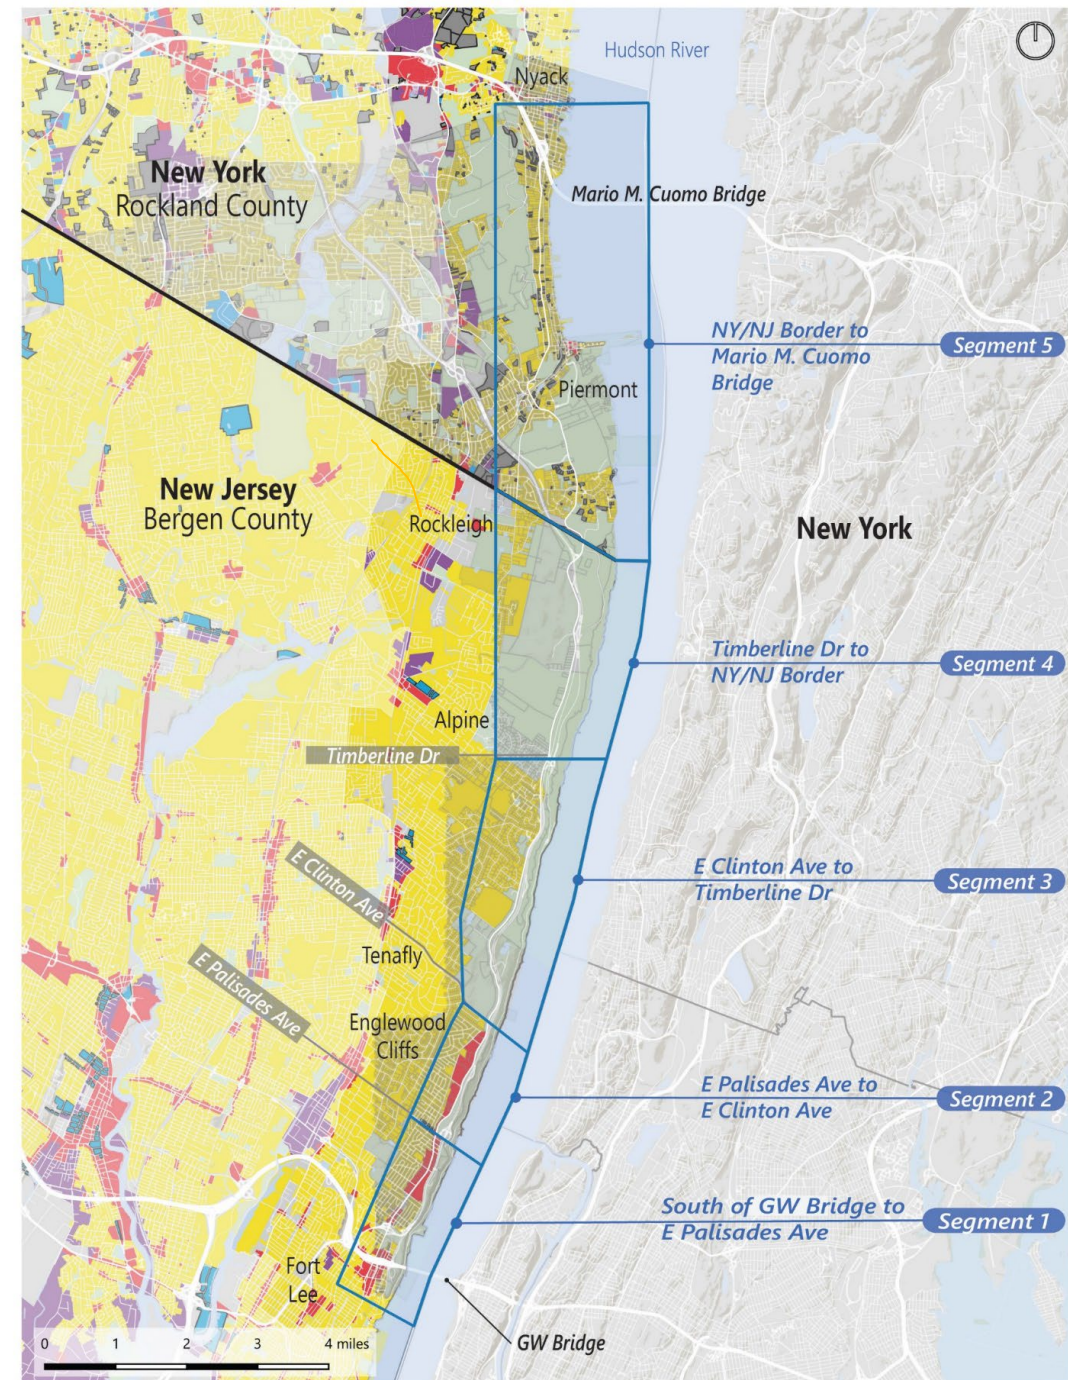 Hudson River
Nyack
New York
Rockland County
Mario M. Cuomo Bridge
NY/NJ Border to
Mario M. Cuomo
Bridge
Segment 5
Piermont
New Jersey
Bergen County
Rockleigh
New York
Timberline Dr to
NY/NJ Border
Segment 4
Alpine
Timberline Dr
E Clinton Ave
E Clinton Ave to
Timberline Dr
Segment 3
Tenafly
E Palisades Ave
Englewood
Cliffs
E Palisades Ave to
E Clinton Ave
Segment 2
South of GW Bridge to
E Palisades Ave
Segment 1
Fort
Lee
GW Bridge
0 1 2 3 4 miles